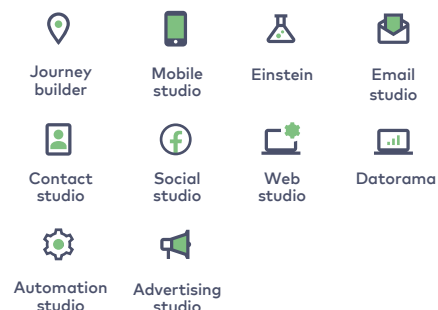 Journey
builder
Mobile
studio
Einstein
Email
studio
Contact
studio
Social
studio
Web
studio
Datorama
Automation
studio
Advertising
studio